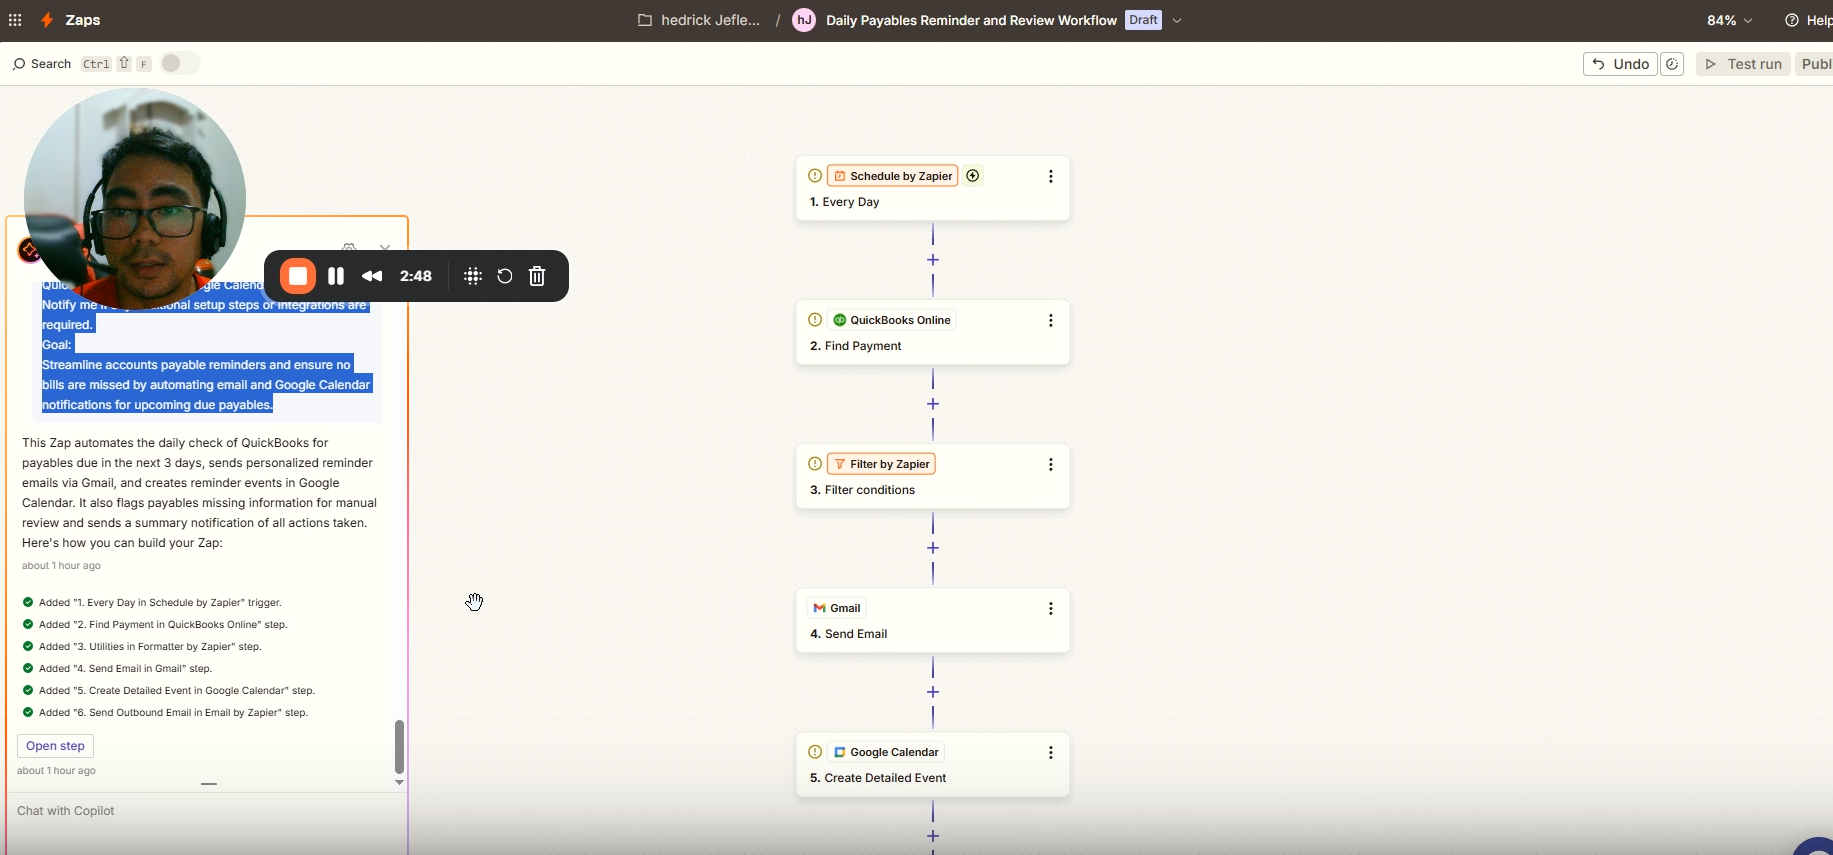 Zaps
hedrick Jefle... / hJ Daily Payables Reminder and Review Workflow Draft
84%
Help
Search Ctrl ⇧ F
Undo
Test run
Publ
Schedule by Zapier
1. Every Day
QuickBooks Online
2. Find Payment
Filter by Zapier
3. Filter conditions
Gmail
4. Send Email
Google Calendar
5. Create Detailed Event
2:48
Notify me
setup steps or integrations are
required.
Goal:
Streamline accounts payable reminders and ensure no
bills are missed by automating email and Google Calendar
notifications for upcoming due payables.
This Zap automates the daily check of QuickBooks for
payables due in the next 3 days, sends personalized reminder
emails via Gmail, and creates reminder events in Google
Calendar. It also flags payables missing information for manual
review and sends a summary notification of all actions taken.
Here's how you can build your Zap:
about 1 hour ago
Added "1. Every Day in Schedule by Zapier" trigger.
Added "2. Find Payment in QuickBooks Online" step.
Added "3. Utilities in Formatter by Zapier" step.
Added "4. Send Email in Gmail" step.
Added "5. Create Detailed Event in Google Calendar" step.
Added "6. Send Outbound Email in Email by Zapier" step.
Open step
about 1 hour ago
Chat with Copilot